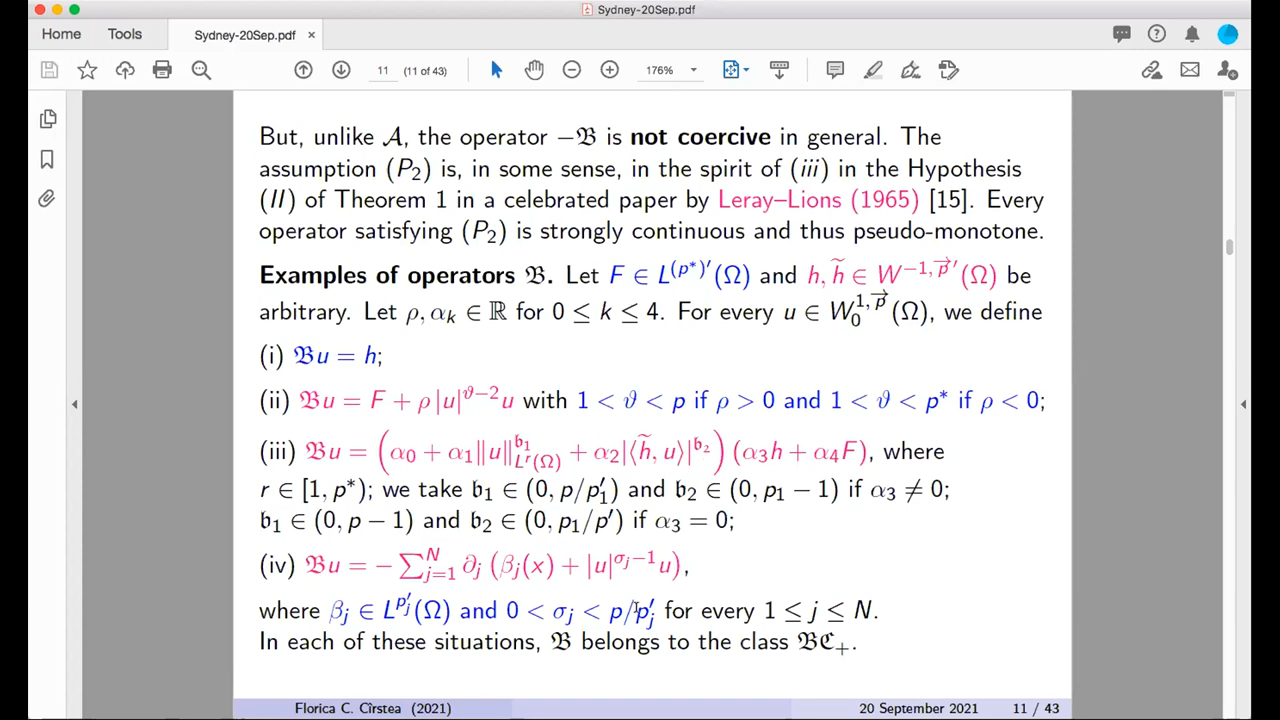 Sydney-20Sep.pdf
Home Tools Sydney-20Sep.pdf ×
11 (11 of 43) 176%
But, unlike 𝒜, the operator −𝔅 is not coercive in general. The
assumption (P₂) is, in some sense, in the spirit of (iii) in the Hypothesis
(II) of Theorem 1 in a celebrated paper by Leray–Lions (1965) [15]. Every
operator satisfying (P₂) is strongly continuous and thus pseudo-monotone.
Examples of operators 𝔅. Let F ∈ L^{(p*)′}(Ω) and h, h̃ ∈ W^{−1,p⃗′}(Ω) be
arbitrary. Let ρ, α_k ∈ ℝ for 0 ≤ k ≤ 4. For every u ∈ W_0^{1,p⃗}(Ω), we define
(i) 𝔅u = h;
(ii) 𝔅u = F + ρ |u|^{ϑ−2}u with 1 < ϑ < p if ρ > 0 and 1 < ϑ < p* if ρ < 0;
(iii) 𝔅u = (α₀ + α₁‖u‖_{L^r(Ω)}^{𝔟₁} + α₂|⟨h̃, u⟩|^{𝔟₂}) (α₃h + α₄F), where
r ∈ [1, p*); we take 𝔟₁ ∈ (0, p/p₁′) and 𝔟₂ ∈ (0, p₁ − 1) if α₃ ≠ 0;
𝔟₁ ∈ (0, p − 1) and 𝔟₂ ∈ (0, p₁/p′) if α₃ = 0;
(iv) 𝔅u = −∑_{j=1}^{N} ∂_j (β_j(x) + |u|^{σ_j−1}u),
where β_j ∈ L^{p_j′}(Ω) and 0 < σ_j < p/p_j′ for every 1 ≤ j ≤ N.
In each of these situations, 𝔅 belongs to the class 𝔅ℭ₊.
Florica C. Cîrstea (2021) 20 September 2021 11 / 43